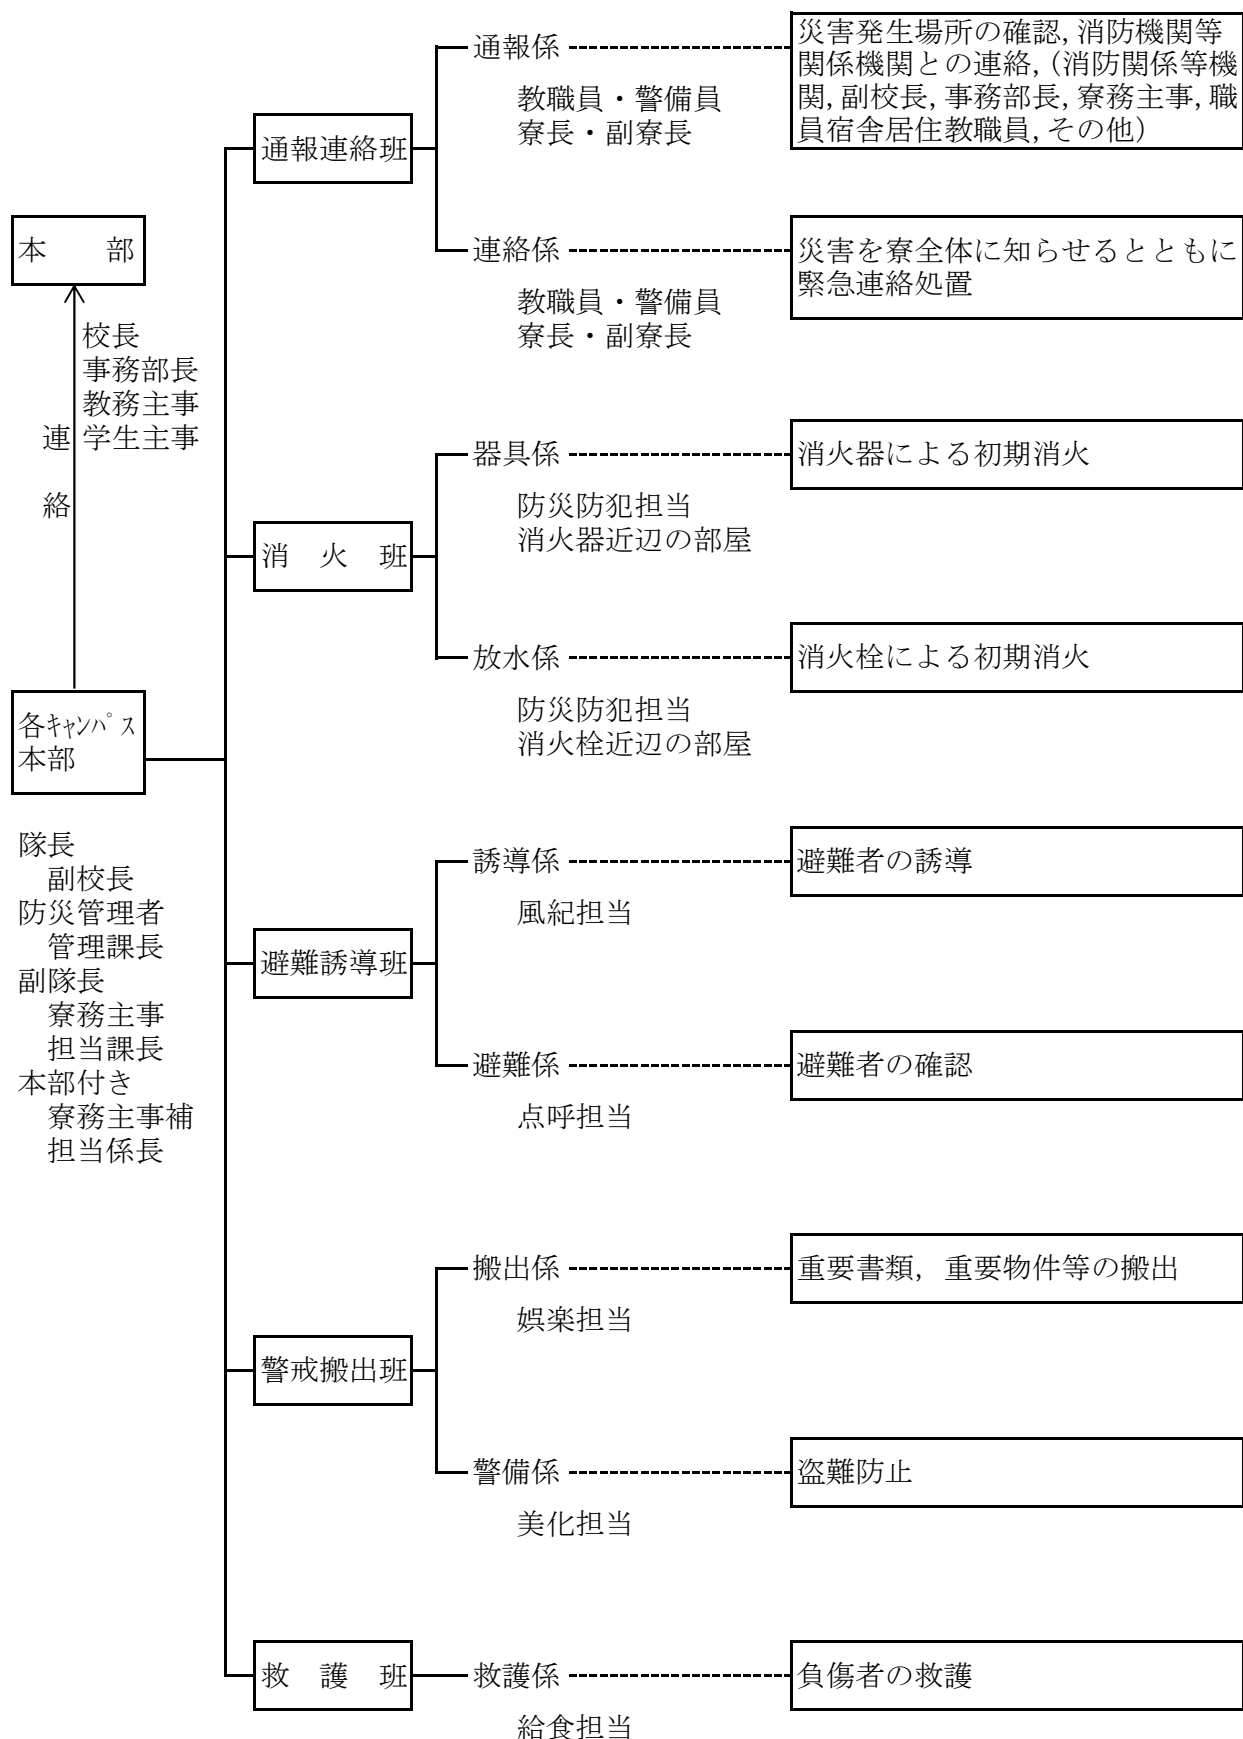 通報係
災害発生場所の確認,消防機関等
関係機関との連絡,(消防関係等機
関,副校長,事務部長,寮務主事,職
員宿舎居住教職員,その他)
教職員・警備員
寮長・副寮長
通報連絡班
本　　部
連絡係
災害を寮全体に知らせるとともに
緊急連絡処置
教職員・警備員
寮長・副寮長
校長
事務部長
教務主事
学生主事
連
絡
器具係
消火器による初期消火
防災防犯担当
消火器近辺の部屋
消　火　班
放水係
消火栓による初期消火
防災防犯担当
消火栓近辺の部屋
各ｷｬﾝﾊﾟｽ
本部
隊長
副校長
防災管理者
管理課長
副隊長
寮務主事
担当課長
本部付き
寮務主事補
担当係長
誘導係
避難者の誘導
風紀担当
避難誘導班
避難係
避難者の確認
点呼担当
搬出係
重要書類，重要物件等の搬出
娯楽担当
警戒搬出班
警備係
盗難防止
美化担当
救　護　班
救護係
負傷者の救護
給食担当